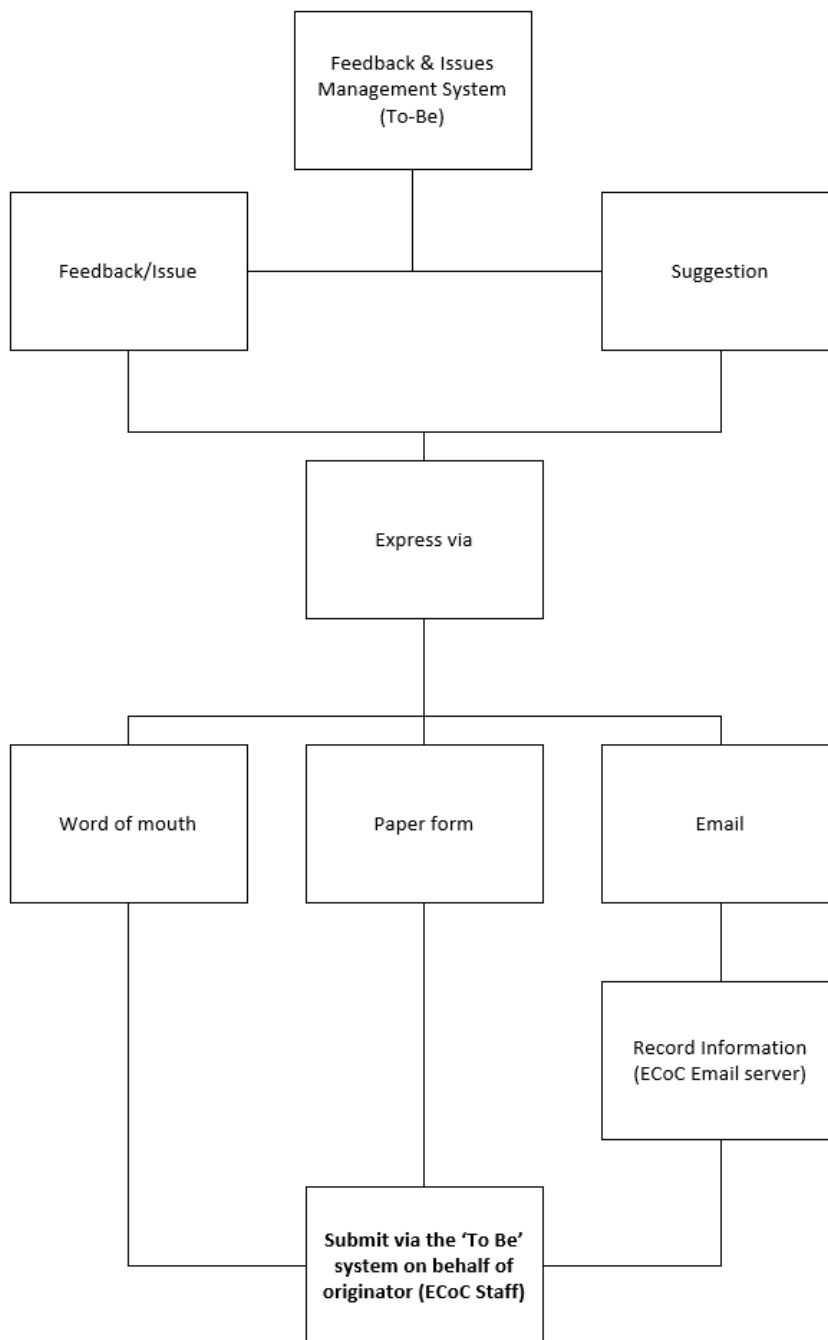 Feedback & Issues
Management System
(To-Be)
Feedback/Issue
Suggestion
Express via
Word of mouth
Paper form
Email
Record Information
(ECoC Email server)
Submit via the ‘To Be’
system on behalf of
originator (ECoC Staff)